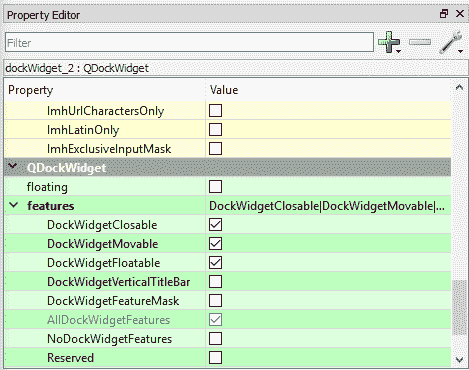 Property Editor
Filter
dockWidget_2 : QDockWidget
Property Value
ImhUrlCharactersOnly
ImhLatinOnly
ImhExclusiveInputMask
QDockWidget
floating
features DockWidgetClosable|DockWidgetMovable|...
DockWidgetClosable
DockWidgetMovable
DockWidgetFloatable
DockWidgetVerticalTitleBar
DockWidgetFeatureMask
AllDockWidgetFeatures
NoDockWidgetFeatures
Reserved